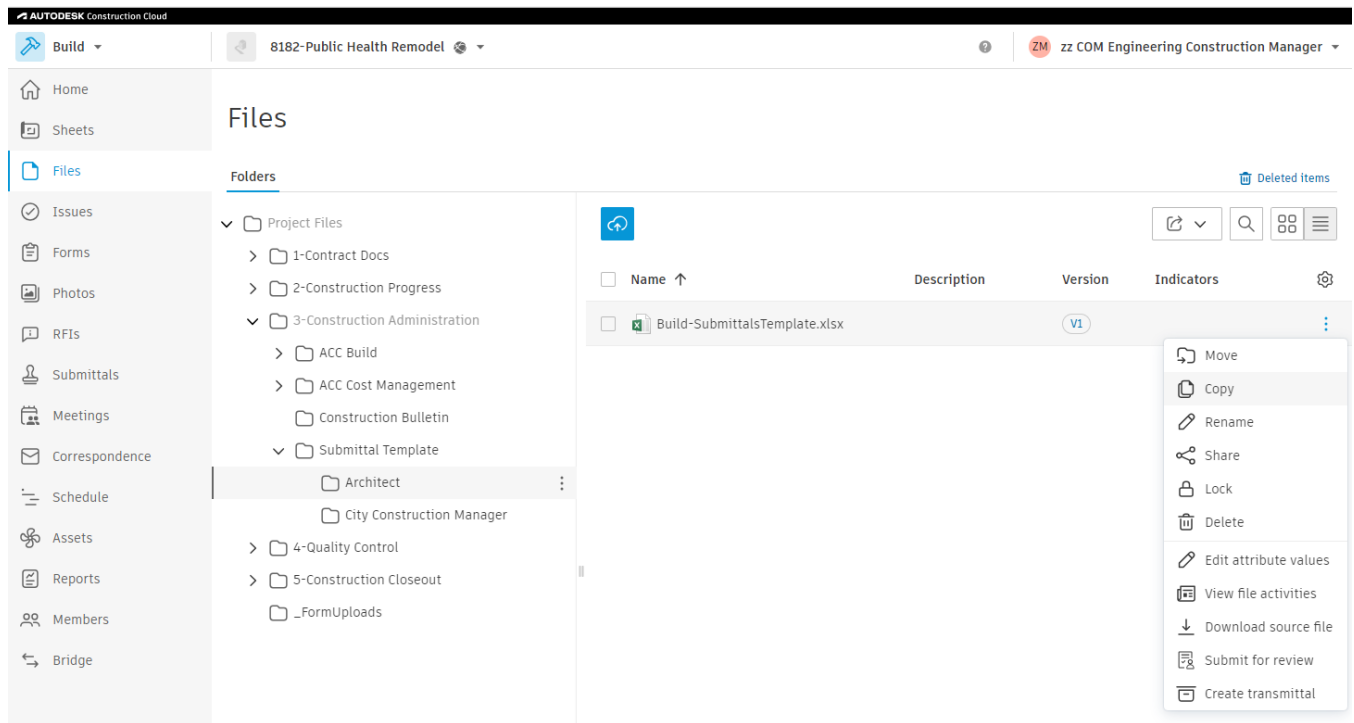 AUTODESK Construction Cloud
Build
8182-Public Health Remodel
ZM zz COM Engineering Construction Manager
Home
Sheets
Files
Issues
Forms
Photos
RFIs
Submittals
Meetings
Correspondence
Schedule
Assets
Reports
Members
Bridge
Files
Folders
Deleted items
Project Files
1-Contract Docs
2-Construction Progress
3-Construction Administration
ACC Build
ACC Cost Management
Construction Bulletin
Submittal Template
Architect
City Construction Manager
4-Quality Control
5-Construction Closeout
_FormUploads
Name Description Version Indicators
Build-SubmittalsTemplate.xlsx V1
Move
Copy
Rename
Share
Lock
Delete
Edit attribute values
View file activities
Download source file
Submit for review
Create transmittal